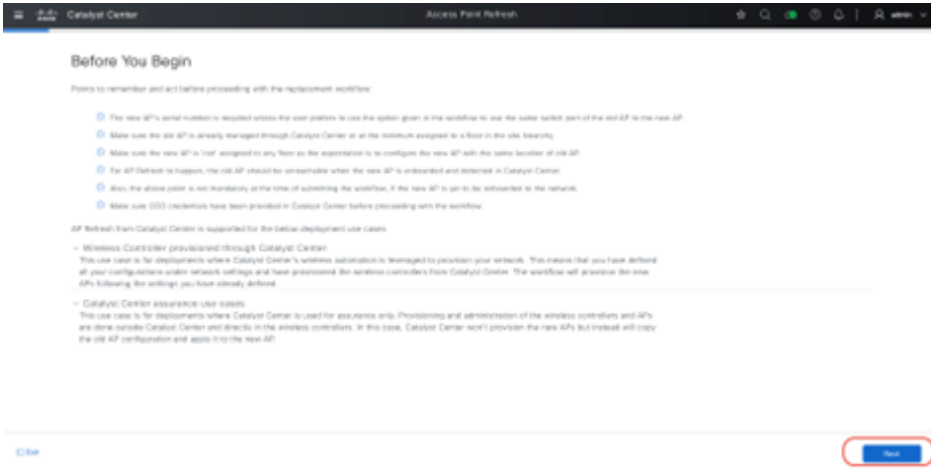 Catalyst Center
Access Point Refresh
admin
Before You Begin
Points to remember and act before proceeding with the replacement workflow:
The new AP's serial number is required unless the user prefers to use the option given in the workflow to use the same switch port of the old AP to the new AP.
Make sure the old AP is already managed through Catalyst Center or at the minimum assigned to a floor in the site hierarchy.
Make sure the new AP is 'not' assigned to any floor as the expectation is to configure the new AP with the same location of old AP.
For AP Refresh to happen, the old AP should be unreachable when the new AP is onboarded and detected in Catalyst Center.
Also, the above point is not mandatory at the time of submitting the workflow, if the new AP is yet to be onboarded to the network.
Make sure CCO credentials have been provided in Catalyst Center before proceeding with the workflow.
AP Refresh from Catalyst Center is supported for the below deployment use cases.
Wireless Controller provisioned through Catalyst Center
This use case is for deployments where Catalyst Center's wireless automation is leveraged to provision your network. This means that you have defined
all your configurations under network settings and have provisioned the wireless controllers from Catalyst Center. The workflow will provision the new
APs following the settings you have already defined.
Catalyst Center assurance use cases
This use case is for deployments where Catalyst Center is used for assurance only. Provisioning and administration of the wireless controllers and APs
are done outside Catalyst Center and directly in the wireless controllers. In this case, Catalyst Center won't provision the new APs but instead will copy
the old AP configuration and apply it to the new AP.
Exit
Next